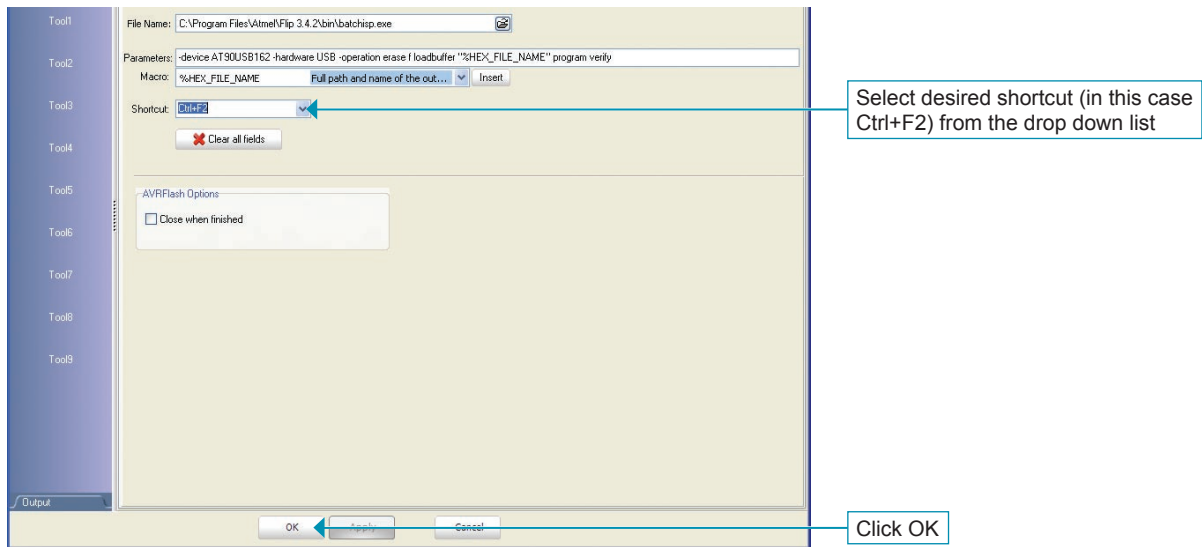 Tool1
File Name: C:\Program Files\Atmel\Flip 3.4.2\bin\batchisp.exe
Tool2
Parameters: -device AT90USB162 -hardware USB -operation erase f loadbuffer "%HEX_FILE_NAME" program verify
Macro: %HEX_FILE_NAME Full path and name of the out... Insert
Tool3
Shortcut: Ctrl+F2
Select desired shortcut (in this case
Ctrl+F2) from the drop down list
Tool4
Clear all fields
Tool5
AVRFlash Options
Close when finished
Tool6
Tool7
Tool8
Tool9
Output
OK Apply Cancel
Click OK